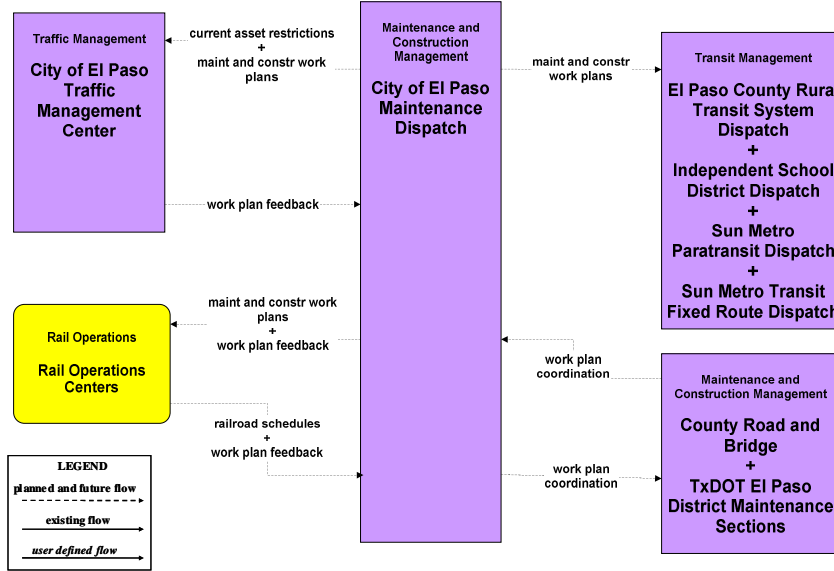 Traffic Management
City of El Paso
Traffic
Management
Center
current asset restrictions
+
maint and constr work
plans
work plan feedback
Maintenance and
Construction
Management
City of El Paso
Maintenance
Dispatch
maint and constr
work plans
Transit Management
El Paso County Rura
Transit System
Dispatch
+
Independent School
District Dispatch
+
Sun Metro
Paratransit Dispatch
+
Sun Metro Transit
Fixed Route Dispatch
Rail Operations
Rail Operations
Centers
maint and constr work
plans
+
work plan feedback
railroad schedules
+
work plan feedback
work plan
coordination
work plan
coordination
Maintenance and
Construction Management
County Road and
Bridge
+
TxDOT El Paso
District Maintenance
Sections
LEGEND
planned and future flow
existing flow
user defined flow